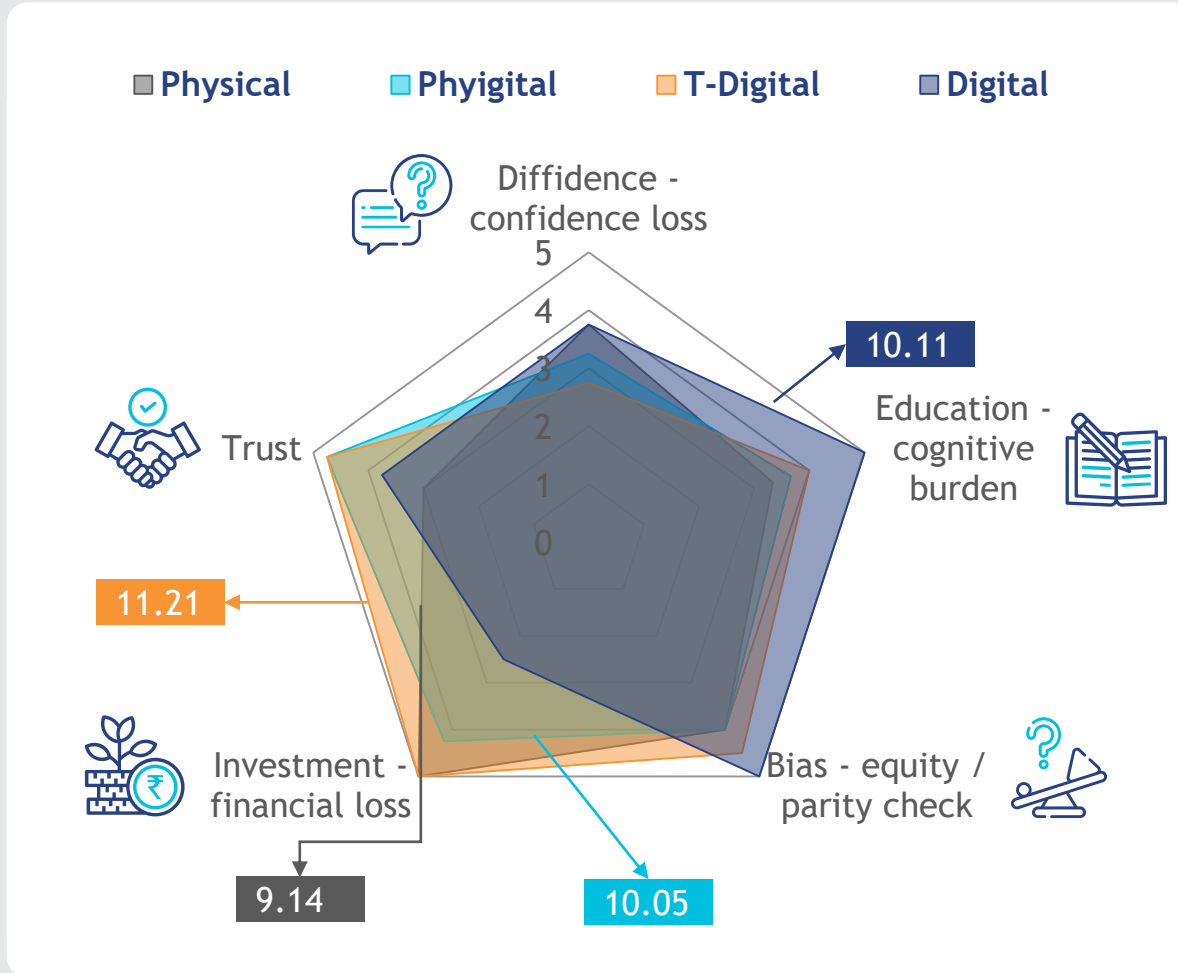 Physical
Phyigital
T-Digital
Digital
Diffidence -
confidence loss
5
4
3
2
1
0
10.11
Education -
cognitive
burden
Trust
11.21
Investment -
financial loss
₹
Bias - equity /
parity check
9.14
10.05